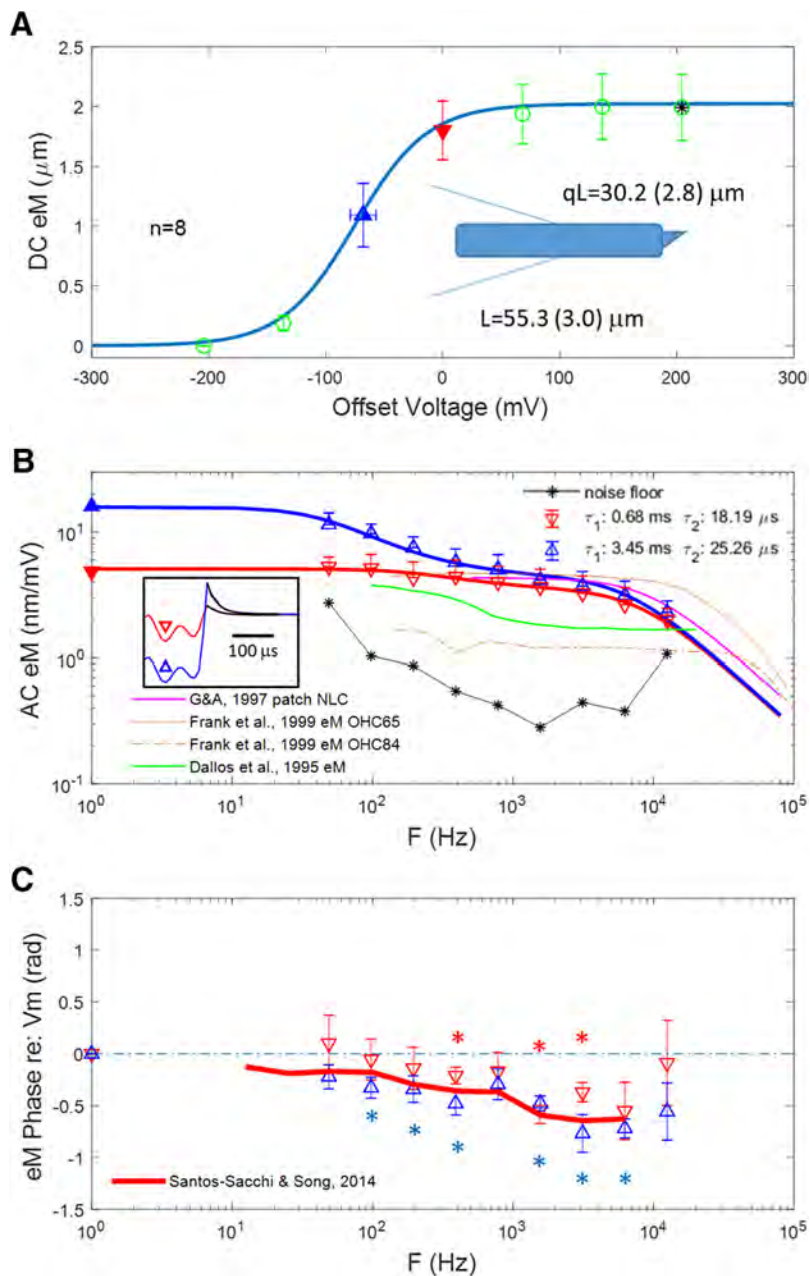 A
2.5
2
1.5
1
0.5
0
DC eM (μm)
n=8
qL=30.2 (2.8) μm
L=55.3 (3.0) μm
-300
-200
-100
0
100
200
300
Offset Voltage (mV)
B
10¹
10⁰
10⁻¹
AC eM (nm/mV)
noise floor
τ₁: 0.68 ms τ₂: 18.19 μs
τ₁: 3.45 ms τ₂: 25.26 μs
100 μs
G&A, 1997 patch NLC
Frank et al., 1999 eM OHC65
Frank et al., 1999 eM OHC84
Dallos et al., 1995 eM
10⁰
10¹
10²
10³
10⁴
10⁵
F (Hz)
C
1.5
1
0.5
0
-0.5
-1
-1.5
eM Phase re: Vm (rad)
*
*
*
*
*
*
*
*
*
Santos-Sacchi & Song, 2014
10⁰
10¹
10²
10³
10⁴
10⁵
F (Hz)